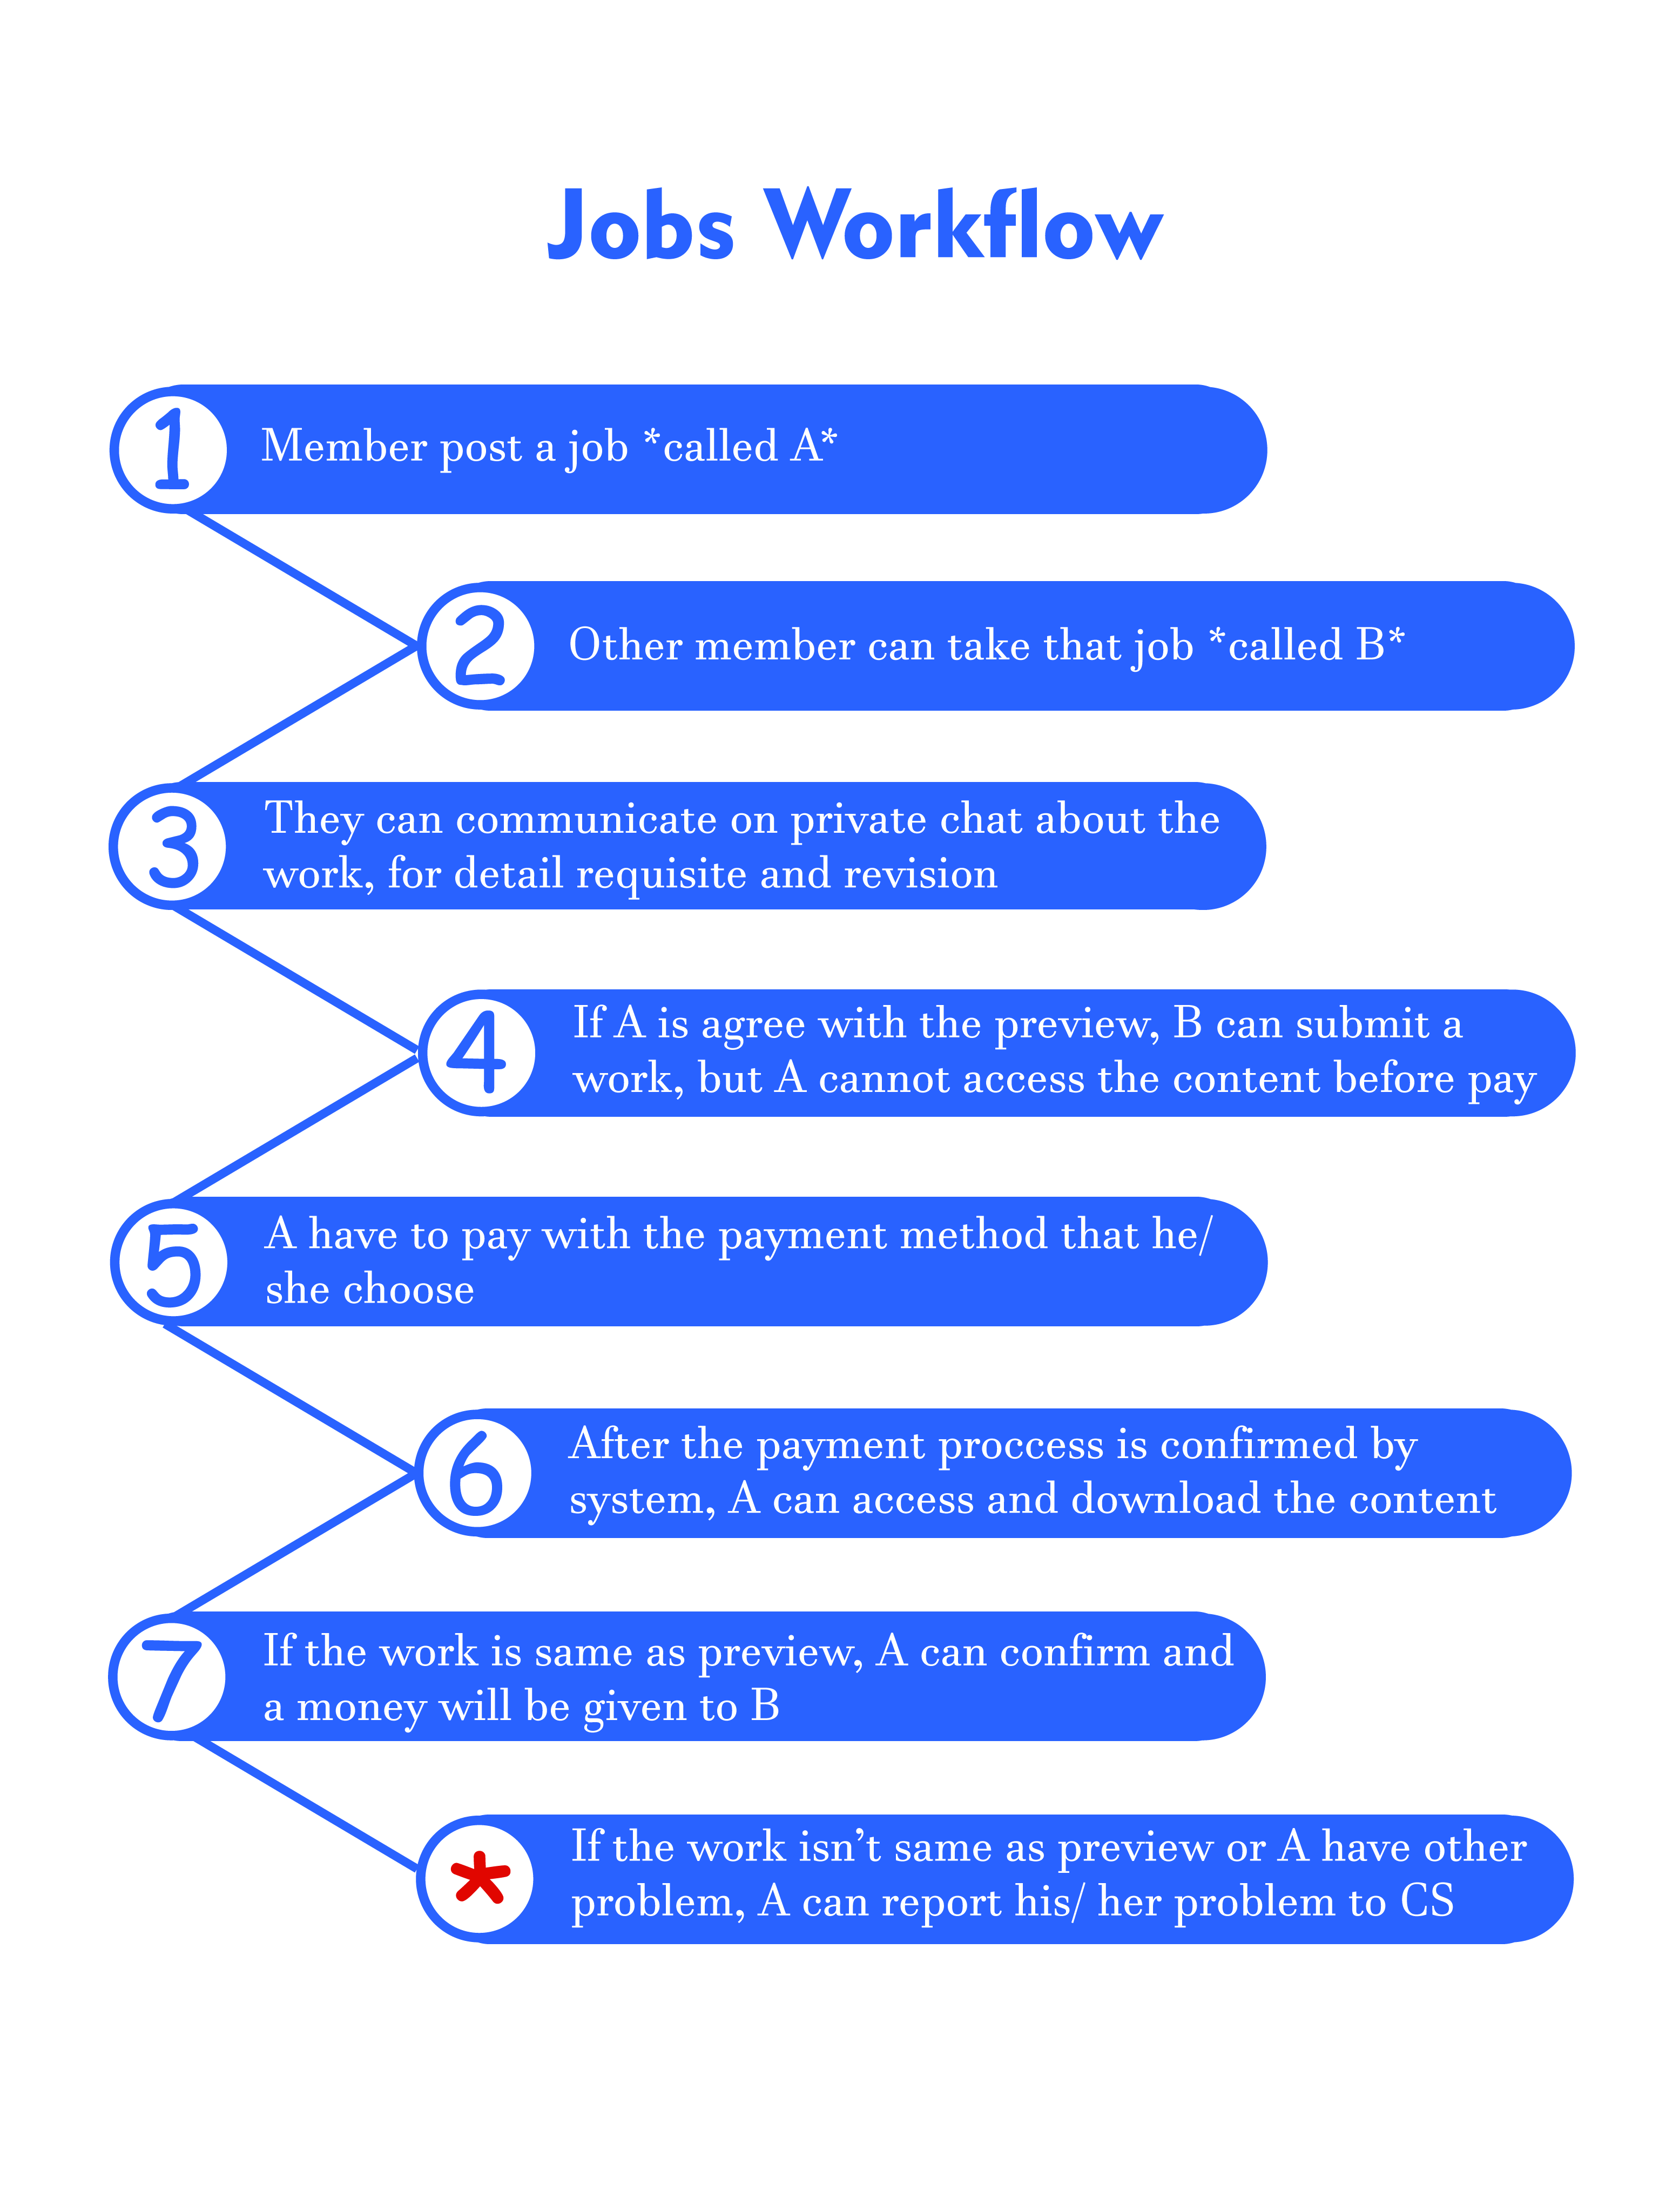 Jobs Workflow
1
Member post a job *called A*
2
Other member can take that job *called B*
3
They can communicate on private chat about the
work, for detail requisite and revision
4
If A is agree with the preview, B can submit a
work, but A cannot access the content before pay
5
A have to pay with the payment method that he/
she choose
6
After the payment proccess is confirmed by
system, A can access and download the content
7
If the work is same as preview, A can confirm and
a money will be given to B
*
If the work isn’t same as preview or A have other
problem, A can report his/ her problem to CS